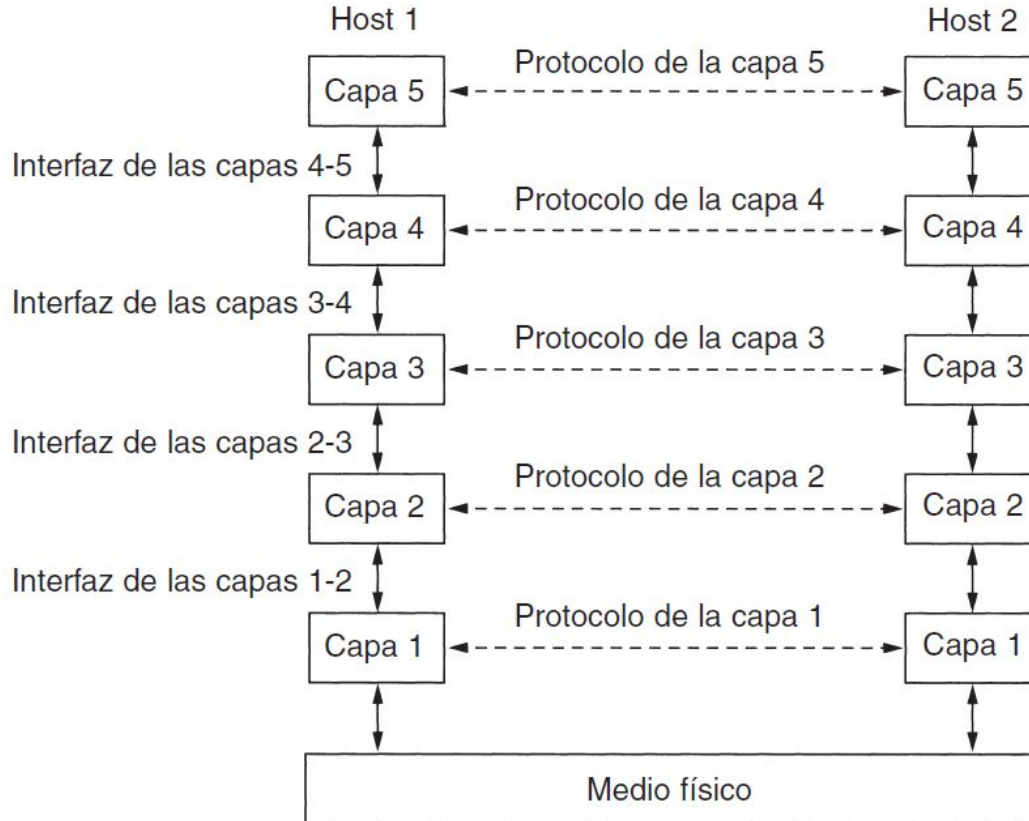 Host 1
Host 2
Protocolo de la capa 5
Capa 5
Capa 5
Interfaz de las capas 4-5
Protocolo de la capa 4
Capa 4
Capa 4
Interfaz de las capas 3-4
Protocolo de la capa 3
Capa 3
Capa 3
Interfaz de las capas 2-3
Protocolo de la capa 2
Capa 2
Capa 2
Interfaz de las capas 1-2
Protocolo de la capa 1
Capa 1
Capa 1
Medio físico